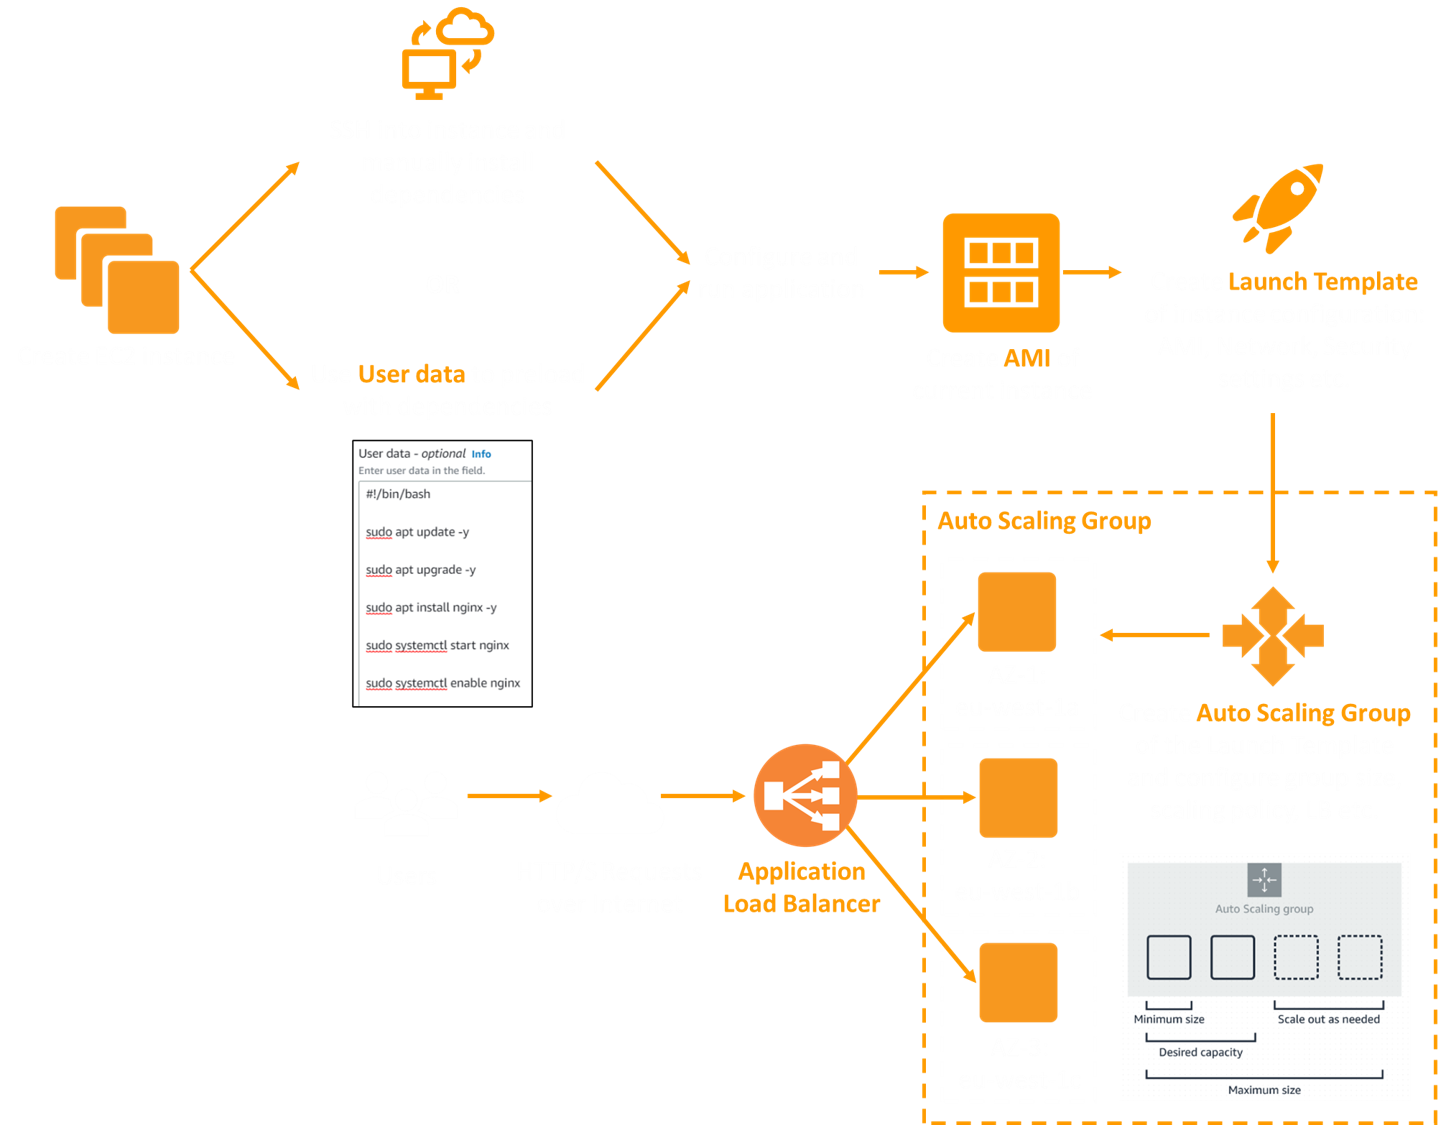 Launch Template
AMI
User data
User data - optional Info
Enter user data in the field.
#!/bin/bash
sudo apt update -y
sudo apt upgrade -y
sudo apt install nginx -y
sudo systemctl start nginx
sudo systemctl enable nginx
Auto Scaling Group
Auto Scaling Group
Application
Load Balancer
Auto Scaling group
Minimum size
Scale out as needed
Desired capacity
Maximum size